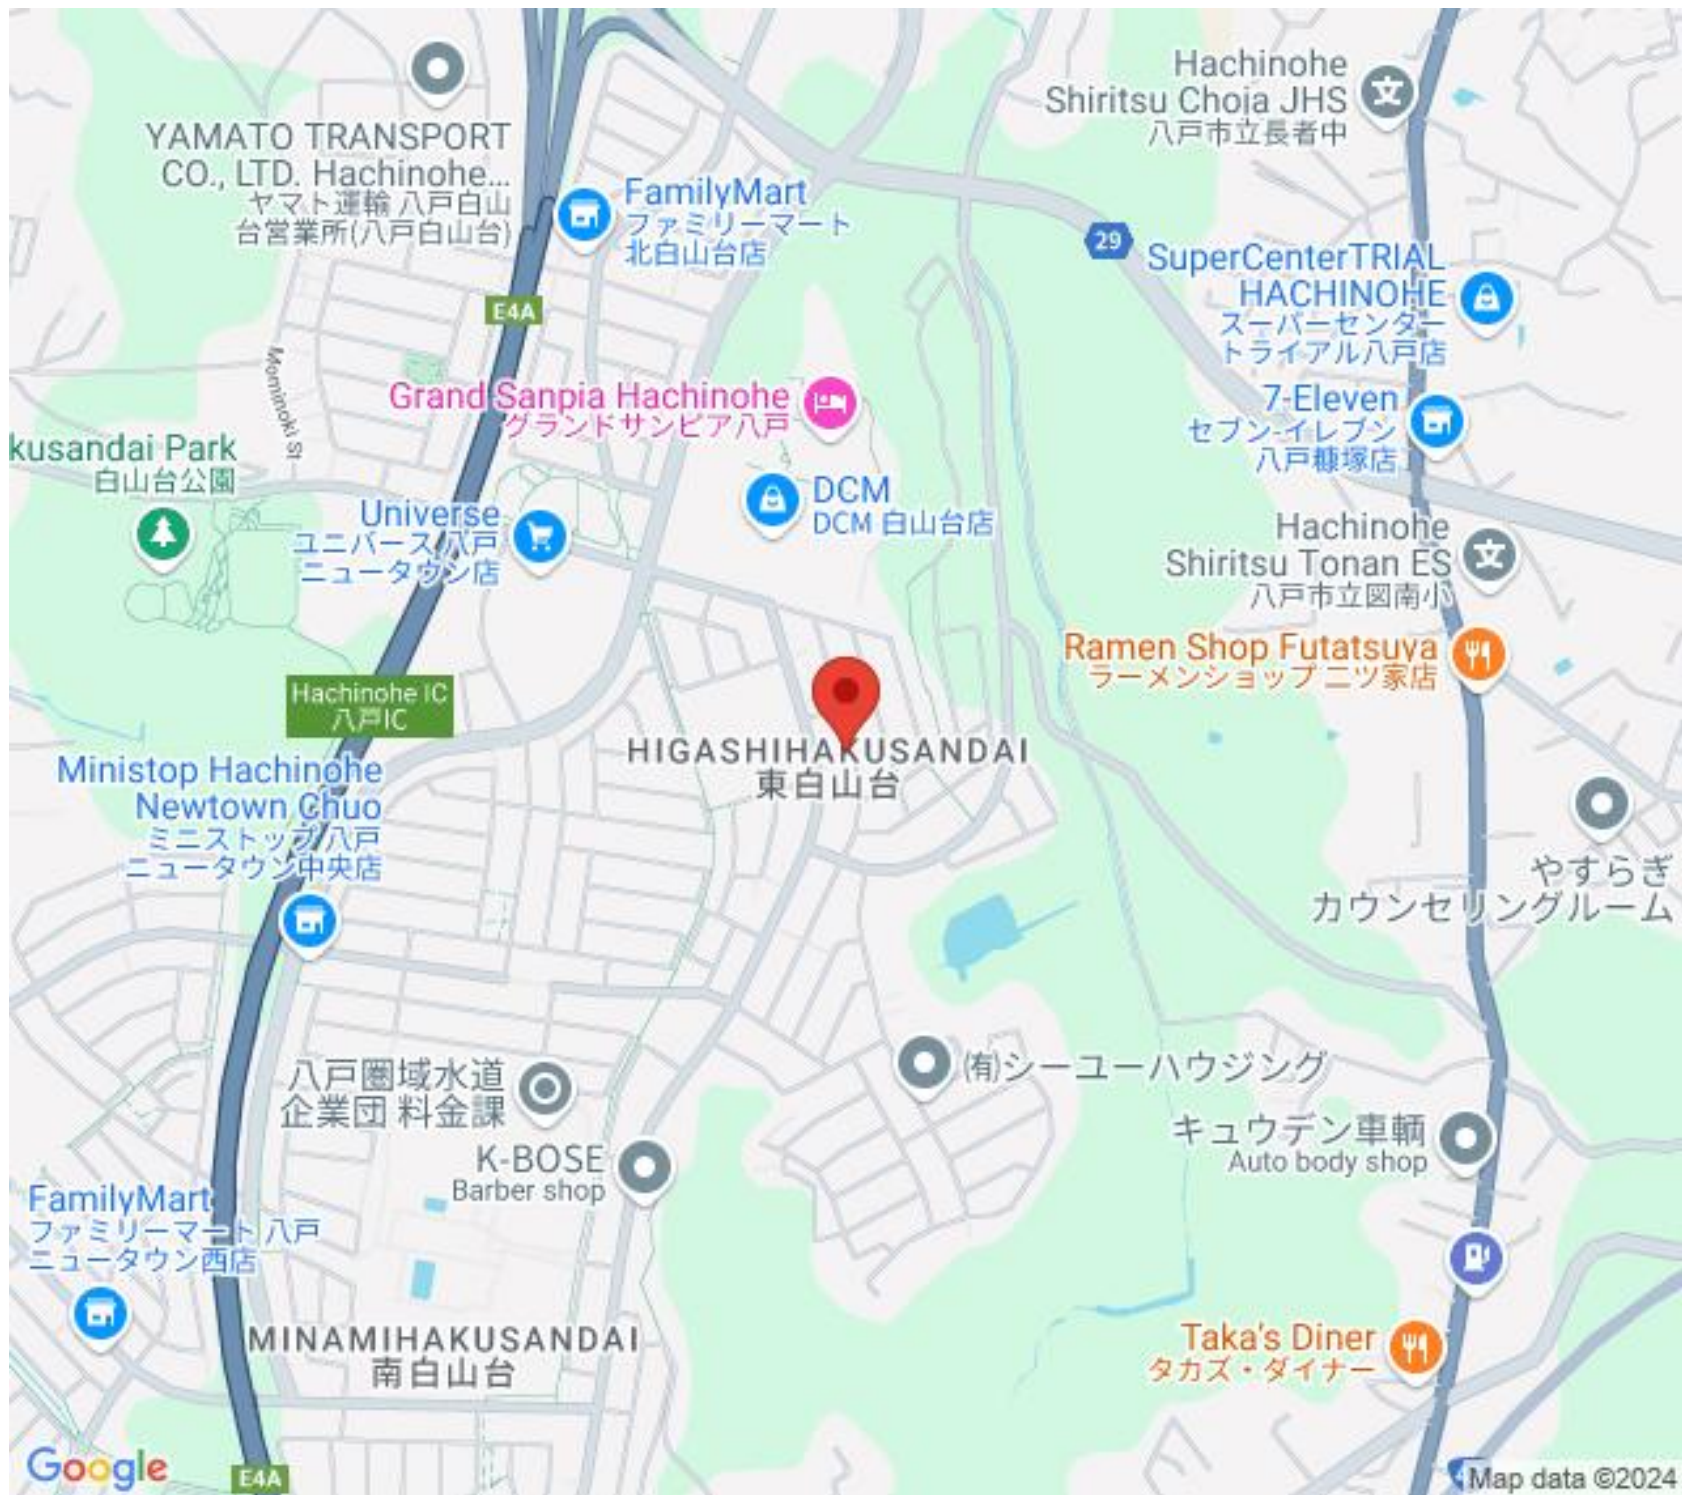 YAMATO TRANSPORT
CO., LTD. Hachinohe...
ヤマト運輸 八戸白山
台営業所(八戸白山台)
FamilyMart
ファミリーマート
北白山台店
Hachinohe
Shiritsu Choja JHS
八戸市立長者中
29
SuperCenterTRIAL
HACHINOHE
スーパーセンター
トライアル八戸店
E4A
Mominoki St
Grand Sanpia Hachinohe
グランドサンピア八戸
7-Eleven
セブン-イレブン
八戸糠塚店
kusandai Park
白山台公園
Universe
ユニバース 八戸
ニュータウン店
DCM
DCM 白山台店
Hachinohe
Shiritsu Tonan ES
八戸市立図南小
Ramen Shop Futatsuya
ラーメンショップ 二ツ家店
Hachinohe IC
八戸IC
HIGASHIHAKUSANDAI
東白山台
Ministop Hachinohe
Newtown Chuo
ミニストップ 八戸
ニュータウン中央店
やすらぎ
カウンセリングルーム
八戸圏域水道
企業団 料金課
㈲シーユーハウジング
キュウデン車輌
Auto body shop
K-BOSE
Barber shop
FamilyMart
ファミリーマート 八戸
ニュータウン西店
MINAMIHAKUSANDAI
南白山台
Taka's Diner
タカズ・ダイナー
Google
E4A
Map data ©2024